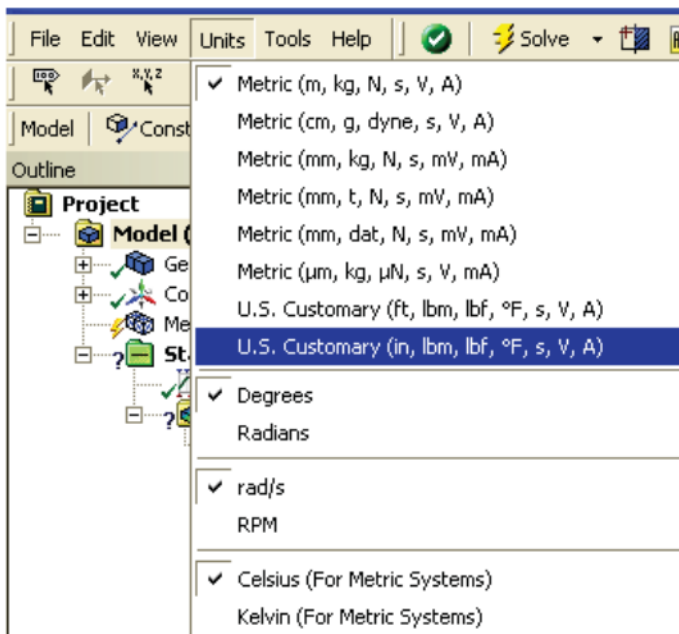 File Edit View Units Tools Help Solve
X,Y,Z
Metric (m, kg, N, s, V, A)
Model Const
Metric (cm, g, dyne, s, V, A)
Outline
Metric (mm, kg, N, s, mV, mA)
Project
Metric (mm, t, N, s, mV, mA)
Model (
Metric (mm, dat, N, s, mV, mA)
Ge
Metric (µm, kg, µN, s, V, mA)
Co
U.S. Customary (ft, lbm, lbf, °F, s, V, A)
Me
U.S. Customary (in, lbm, lbf, °F, s, V, A)
St
Degrees
Radians
rad/s
RPM
Celsius (For Metric Systems)
Kelvin (For Metric Systems)